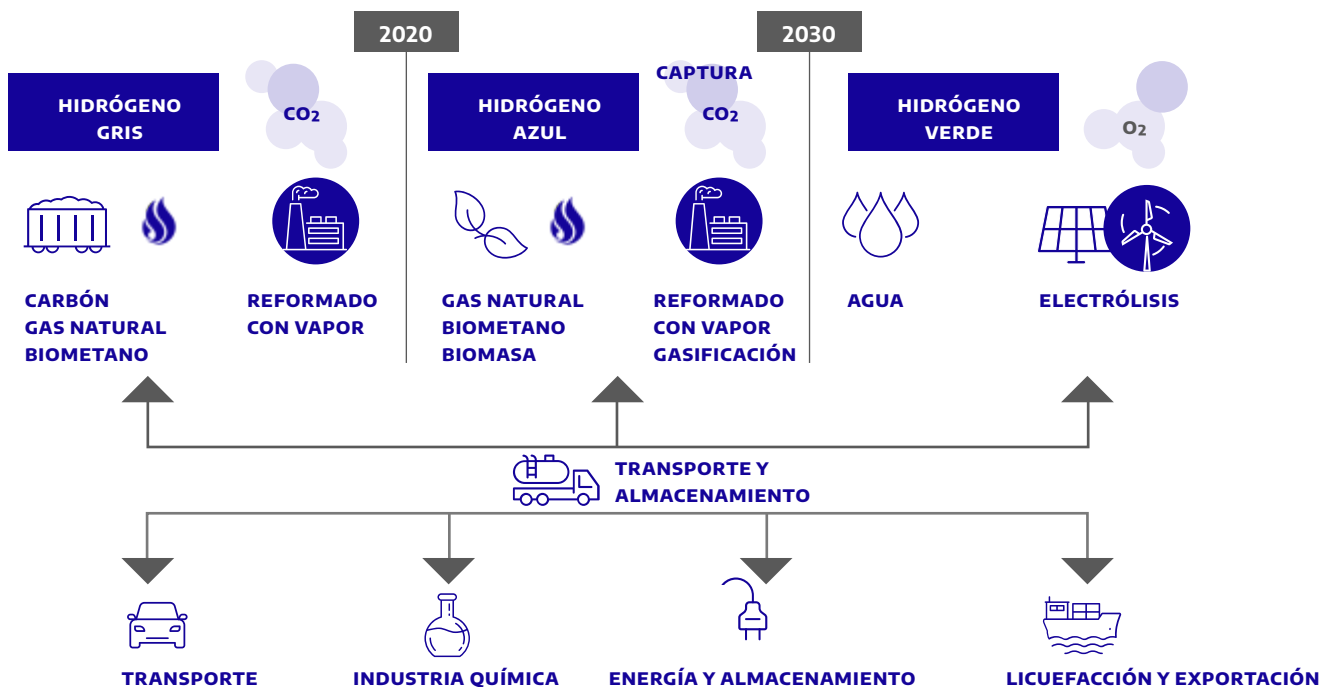 2020
2030
HIDRÓGENO
GRIS
CO2
HIDRÓGENO
AZUL
CAPTURA
CO2
HIDRÓGENO
VERDE
O2
CARBÓN
GAS NATURAL
BIOMETANO
REFORMADO
CON VAPOR
GAS NATURAL
BIOMETANO
BIOMASA
REFORMADO
CON VAPOR
GASIFICACIÓN
AGUA
ELECTRÓLISIS
TRANSPORTE Y
ALMACENAMIENTO
TRANSPORTE
INDUSTRIA QUÍMICA
ENERGÍA Y ALMACENAMIENTO
LICUEFACCIÓN Y EXPORTACIÓN